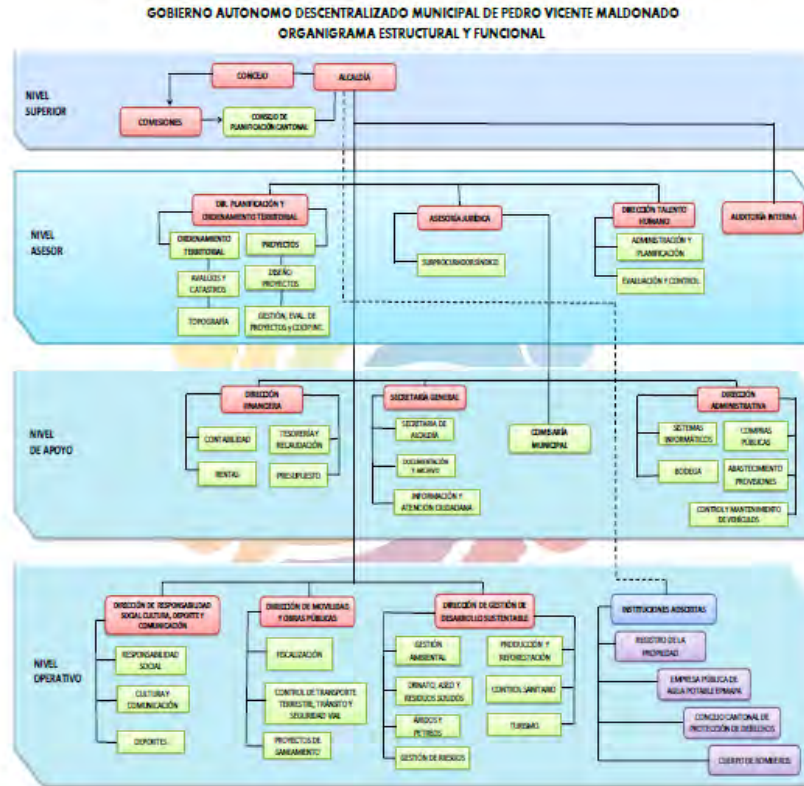 GOBIERNO AUTONOMO DESCENTRALIZADO MUNICIPAL DE PEDRO VICENTE MALDONADO
ORGANIGRAMA ESTRUCTURAL Y FUNCIONAL
NIVEL
SUPERIOR
CONCEJO
ALCALDÍA
COMISIONES
CONSEJO DE
PLANIFICACIÓN CANTONAL
NIVEL
ASESOR
DIR. PLANIFICACIÓN Y
ORDENAMIENTO TERRITORIAL
ORDENAMIENTO
TERRITORIAL
AVALÚOS Y
CATASTROS
TOPOGRAFÍA
PROYECTOS
DISEÑO
PROYECTOS
GESTIÓN, EVAL. DE
PROYECTOS y COOP.INC.
ASESORÍA JURÍDICA
SUBPROCURADOR SÍNDICO
DIRECCIÓN TALENTO
HUMANO
ADMINISTRACIÓN Y
PLANIFICACIÓN
EVALUACIÓN Y CONTROL
AUDITORÍA INTERNA
NIVEL
DE APOYO
DIRECCIÓN
FINANCIERA
CONTABILIDAD
RENTAS
TESORERÍA Y
RECAUDACIÓN
PRESUPUESTO
SECRETARÍA GENERAL
SECRETARIA DE
ALCALDÍA
DOCUMENTACIÓN
Y ARCHIVO
INFORMACIÓN Y
ATENCIÓN CIUDADANA
COMISARÍA
MUNICIPAL
DIRECCIÓN
ADMINISTRATIVA
SISTEMAS
INFORMÁTICOS
BODEGA
COMPRAS
PÚBLICAS
ABASTECIMIENTO
PROVISIONES
CONTROL Y MANTENIMIENTO
DE VEHÍCULOS
NIVEL
OPERATIVO
DIRECCIÓN DE RESPONSABILIDAD
SOCIAL CULTURA, DEPORTE Y
COMUNICACIÓN
RESPONSABILIDAD
SOCIAL
CULTURA Y
COMUNICACIÓN
DEPORTES
DIRECCIÓN DE MOVILIDAD
Y OBRAS PÚBLICAS
FISCALIZACIÓN
CONTROL DE TRANSPORTE
TERRESTRE, TRÁNSITO Y
SEGURIDAD VIAL
PROYECTOS DE
SANEAMIENTO
DIRECCIÓN DE GESTIÓN DE
DESARROLLO SUSTENTABLE
GESTIÓN
AMBIENTAL
ORNATO, ASEO Y
RESIDUOS SOLIDOS
ÁRIDOS Y
PETREOS
GESTIÓN DE RIESGOS
PRODUCCIÓN Y
REFORESTACIÓN
CONTROL SANITARIO
TURISMO
INSTITUCIONES ADSCRITAS
REGISTRO DE LA
PROPIEDAD
EMPRESA PÚBLICA DE
AGUA POTABLE EPMAPA
CONCEJO CANTONAL DE
PROTECCIÓN DE DERECHOS
CUERPO DE BOMBEROS